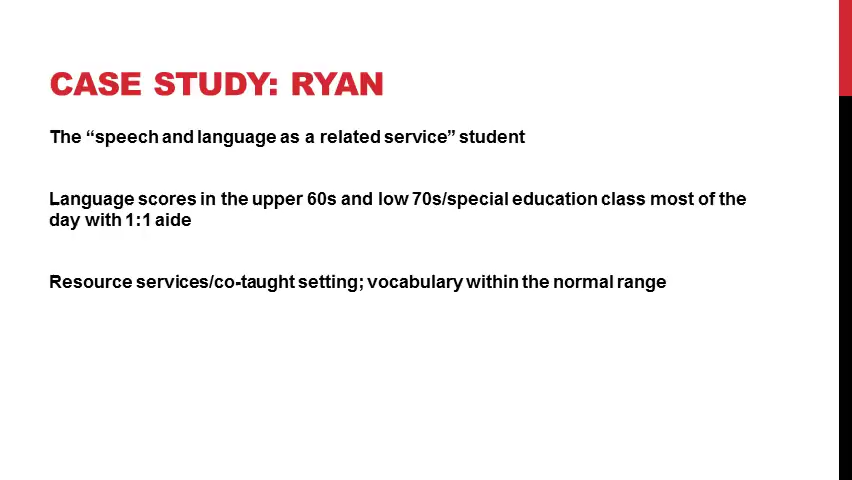 CASE STUDY: RYAN
The “speech and language as a related service” student
Language scores in the upper 60s and low 70s/special education class most of the
day with 1:1 aide
Resource services/co-taught setting; vocabulary within the normal range